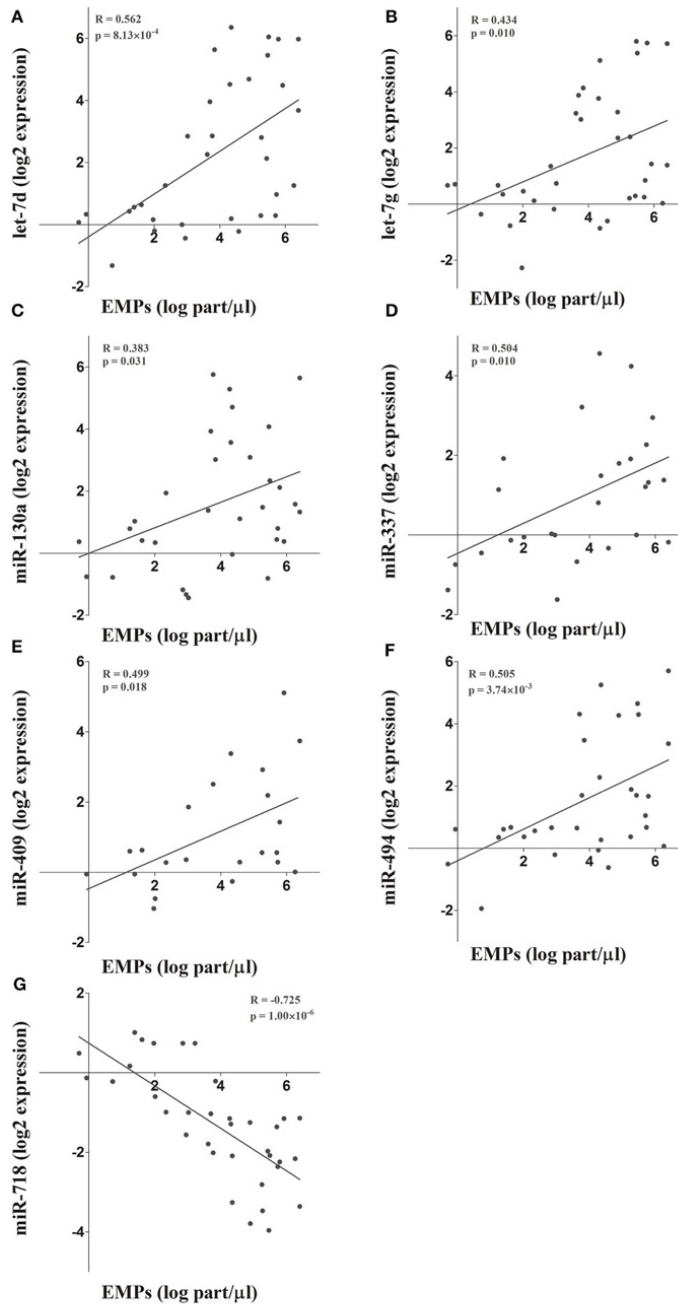 A
R = 0.562
p = 8.13×10⁻⁴
let-7d (log2 expression)
6
4
2
-2
2
4
6
EMPs (log part/μl)
B
R = 0.434
p = 0.010
let-7g (log2 expression)
6
4
2
-2
2
4
6
EMPs (log part/μl)
C
R = 0.383
p = 0.031
miR-130a (log2 expression)
6
4
2
-2
2
4
6
EMPs (log part/μl)
D
R = 0.504
p = 0.010
miR-337 (log2 expression)
4
2
-2
2
4
6
EMPs (log part/μl)
E
R = 0.499
p = 0.018
miR-409 (log2 expression)
6
4
2
-2
2
4
6
EMPs (log part/μl)
F
R = 0.505
p = 3.74×10⁻³
miR-494 (log2 expression)
6
4
2
-2
2
4
6
EMPs (log part/μl)
G
R = -0.725
p = 1.00×10⁻⁶
miR-718 (log2 expression)
2
-2
-4
2
4
6
EMPs (log part/μl)